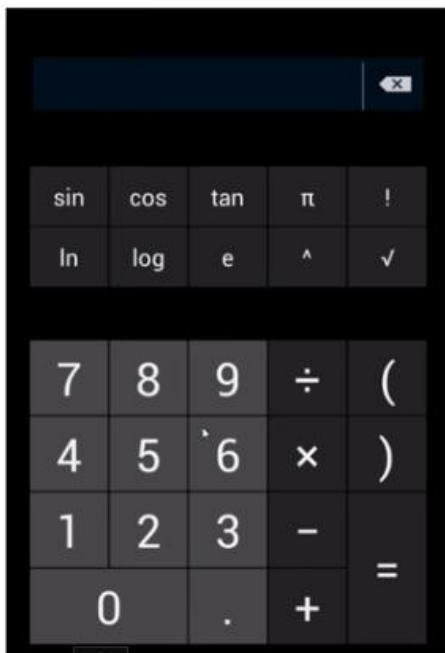 sin cos tan π !
ln log e ^ √
7 8 9 ÷ (
4 5 6 × )
1 2 3 −
=
0 . +